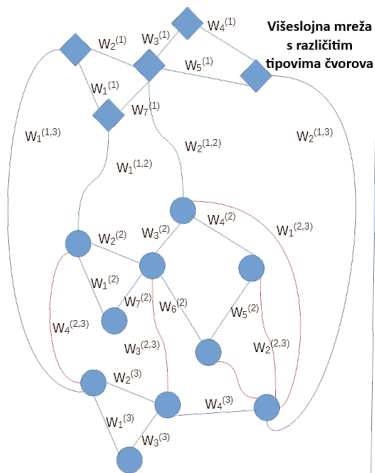 Višeslojna mreža
s različitim
tipovima čvorova
W₄⁽¹⁾
W₃⁽¹⁾
W₂⁽¹⁾
W₅⁽¹⁾
W₁⁽¹⁾
W₇⁽¹⁾
W₁⁽¹,³⁾
W₂⁽¹,³⁾
W₂⁽¹,²⁾
W₁⁽¹,²⁾
W₄⁽²⁾
W₁⁽²,³⁾
W₃⁽²⁾
W₂⁽²⁾
W₁⁽²⁾
W₇⁽²⁾
W₆⁽²⁾
W₅⁽²⁾
W₄⁽²,³⁾
W₃⁽²,³⁾
W₂⁽²,³⁾
W₂⁽³⁾
W₄⁽³⁾
W₁⁽³⁾
W₃⁽³⁾